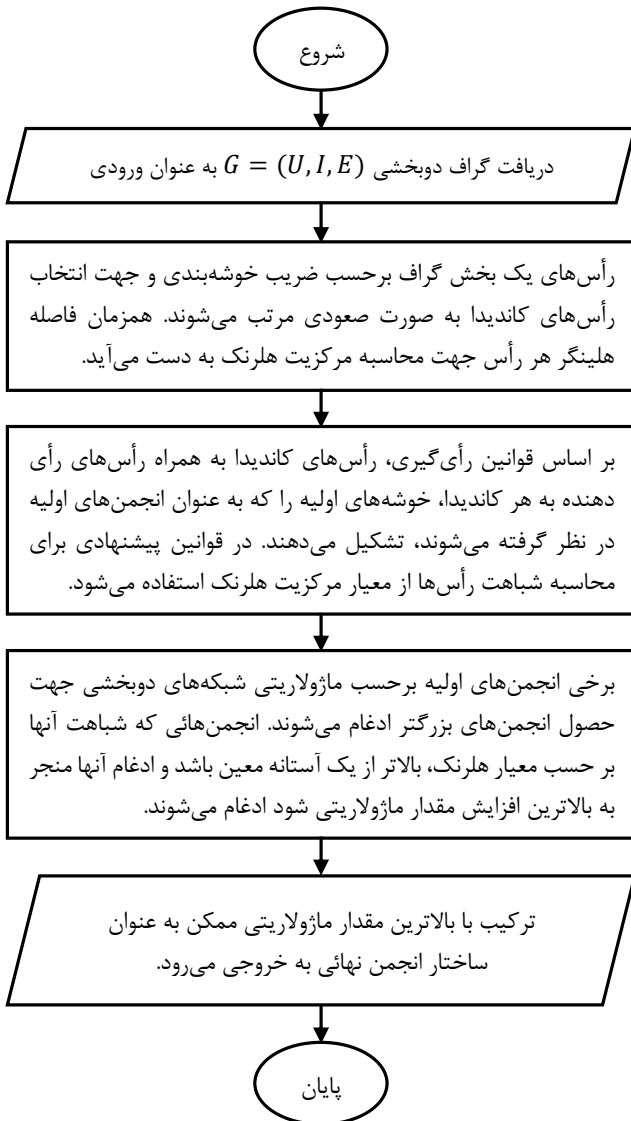 شروع
دریافت گراف دوبخشی G = (U, I, E) به عنوان ورودی
رأس‌های یک بخش گراف برحسب ضریب خوشه‌بندی و جهت انتخاب
رأس‌های کاندیدا به صورت صعودی مرتب می‌شوند. همزمان فاصله
هلینگر هر رأس جهت محاسبه مرکزیت هلرنک به دست می‌آید.
بر اساس قوانین رأی‌گیری، رأس‌های کاندیدا به همراه رأس‌های رأی
دهنده به هر کاندیدا، خوشه‌های اولیه را که به عنوان انجمن‌های اولیه
در نظر گرفته می‌شوند، تشکیل می‌دهند. در قوانین پیشنهادی برای
محاسبه شباهت رأس‌ها از معیار مرکزیت هلرنک استفاده می‌شود.
برخی انجمن‌های اولیه برحسب ماژولاریتی شبکه‌های دوبخشی جهت
حصول انجمن‌های بزرگتر ادغام می‌شوند. انجمن‌هائی که شباهت آنها
بر حسب معیار هلرنک، بالاتر از یک آستانه معین باشد و ادغام آنها منجر
به بالاترین افزایش مقدار ماژولاریتی شود ادغام می‌شوند.
ترکیب با بالاترین مقدار ماژولاریتی ممکن به عنوان
ساختار انجمن نهائی به خروجی می‌رود.
پایان